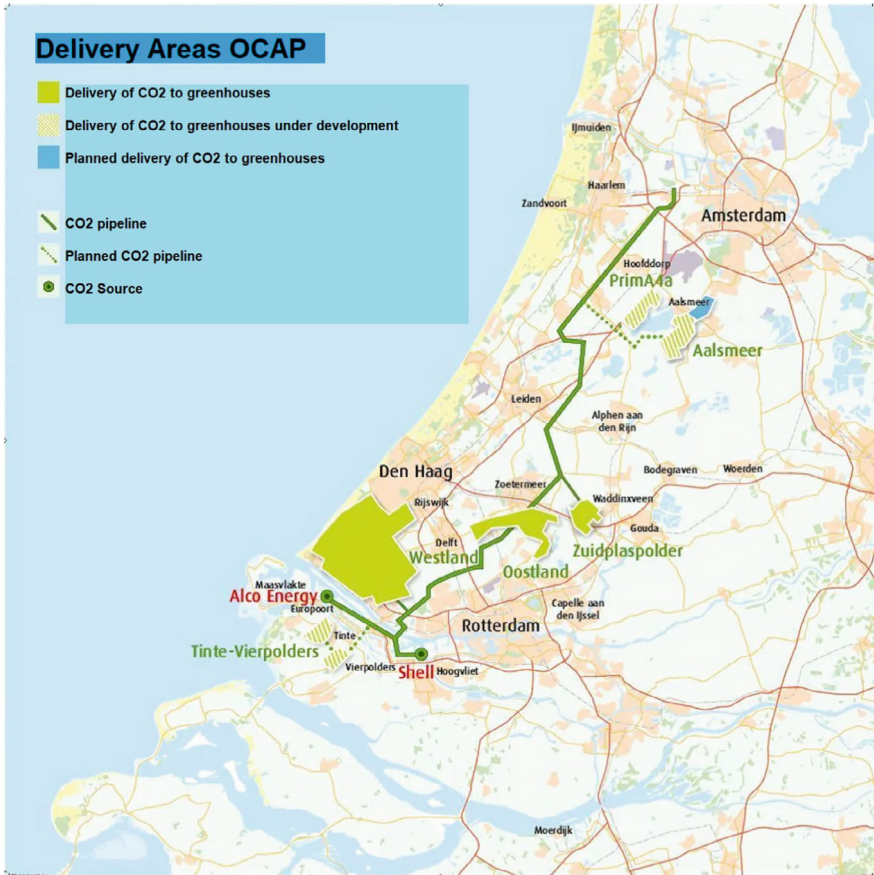 Delivery Areas OCAP
Delivery of CO2 to greenhouses
Delivery of CO2 to greenhouses under development
Planned delivery of CO2 to greenhouses
CO2 pipeline
Planned CO2 pipeline
CO2 Source
IJmuiden
Haarlem
Zandvoort
Amsterdam
Hoofddorp
PrimA4a
Aalsmeer
Aalsmeer
Leiden
Alphen aan
den Rijn
Den Haag
Zoetermeer
Bodegraven
Woerden
Rijswijk
Waddinxveen
Gouda
Delft
Westland
Zuidplaspolder
Oostland
Maasvlakte
Alco Energy
Europoort
Capelle aan
den IJssel
Rotterdam
Tinte
Tinte-Vierpolders
Vierpolders
Shell
Hoogvliet
Moerdijk